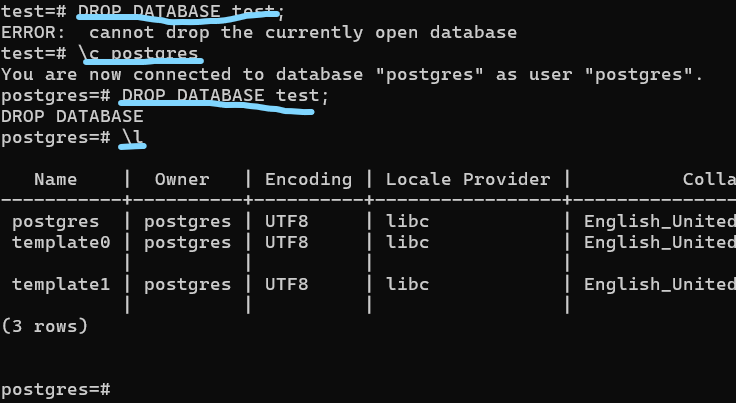 test=# DROP DATABASE test;
ERROR:  cannot drop the currently open database
test=# \c postgres
You are now connected to database "postgres" as user "postgres".
postgres=# DROP DATABASE test;
DROP DATABASE
postgres=# \l
   Name    |  Owner   | Encoding | Locale Provider |          Colla
-----------+----------+----------+-----------------+---------------
 postgres  | postgres | UTF8     | libc            | English_United
 template0 | postgres | UTF8     | libc            | English_United
           |          |          |                 |
 template1 | postgres | UTF8     | libc            | English_United
           |          |          |                 |
(3 rows)
postgres=#